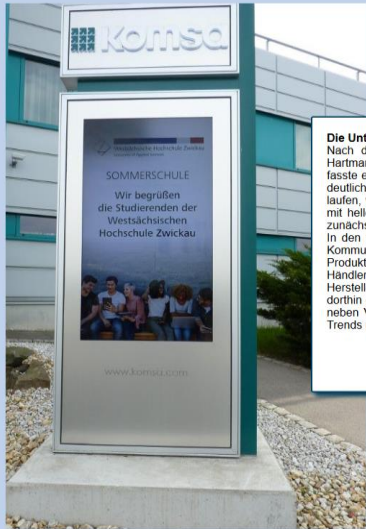 komsa
Westsächsische Hochschule Zwickau
SOMMERSCHULE
Wir begrüßen
die Studierenden der
Westsächsischen
Hochschule Zwickau
www.komsa.com
Die Unt
Nach d
Hartmar
fasste e
deutlich
laufen,
mit helle
zunächs
In den
Kommu
Produkt
Händler
Herstell
dorthin
neben V
Trends